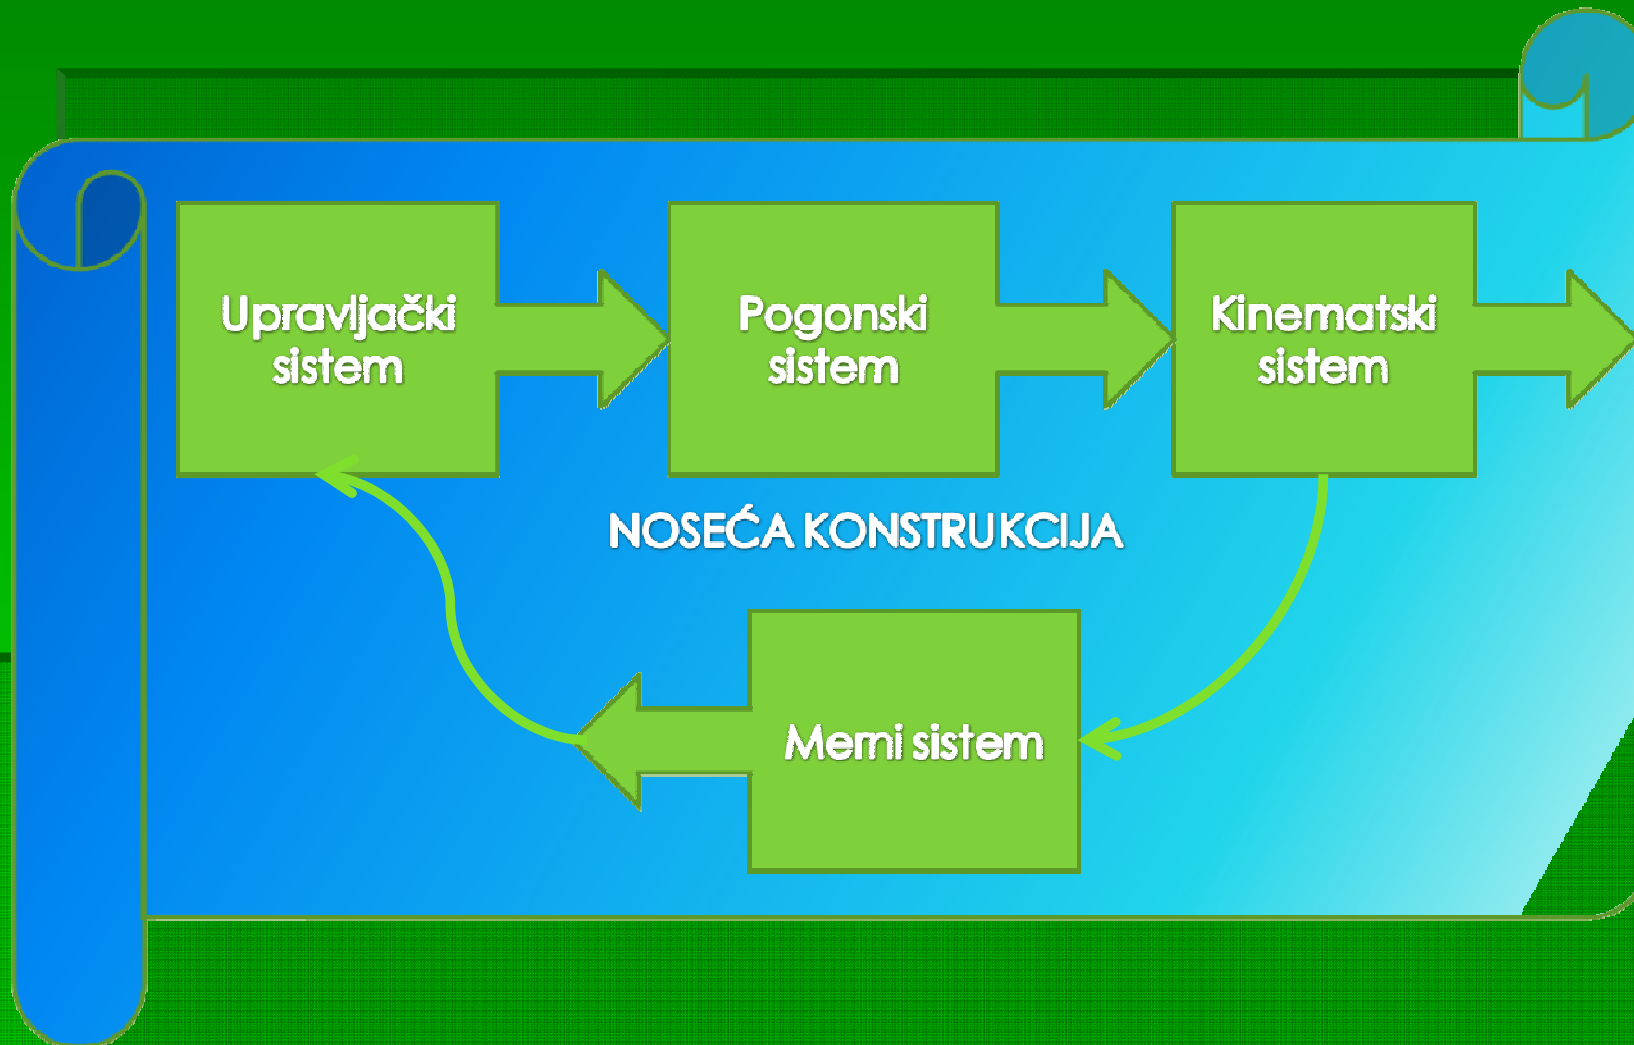 Upravljački
sistem
Pogonski
sistem
Kinematski
sistem
NOSEĆA KONSTRUKCIJA
Merni sistem